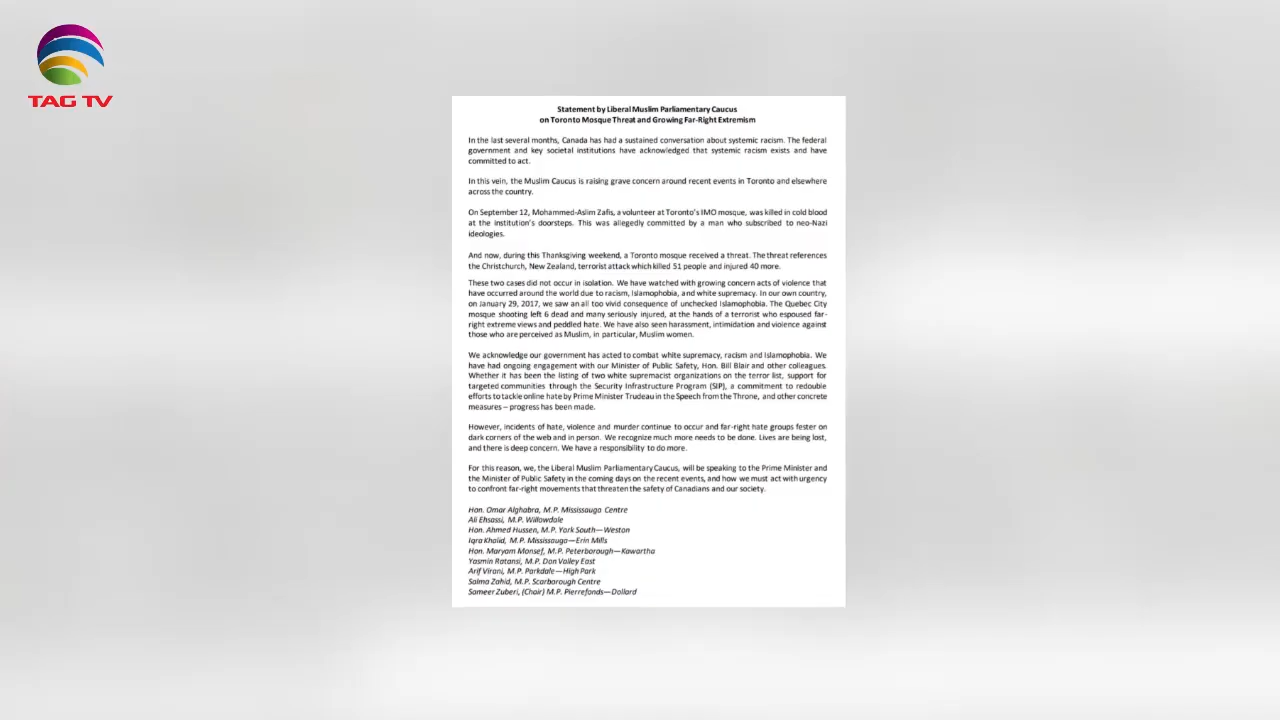 TAG TV
Statement by Liberal Muslim Parliamentary Caucus
on Toronto Mosque Threat and Growing Far-Right Extremism
In the last several months, Canada has had a sustained conversation about systemic racism. The federal
government and key societal institutions have acknowledged that systemic racism exists and have
committed to act.
In this vein, the Muslim Caucus is raising grave concern around recent events in Toronto and elsewhere
across the country.
On September 12, Mohammed-Aslim Zafis, a volunteer at Toronto's IMO mosque, was killed in cold blood
at the institution's doorsteps. This was allegedly committed by a man who subscribed to neo-Nazi
ideologies.
And now, during this Thanksgiving weekend, a Toronto mosque received a threat. The threat references
the Christchurch, New Zealand, terrorist attack which killed 51 people and injured 40 more.
These two cases did not occur in isolation. We have watched with growing concern acts of violence that
have occurred around the world due to racism, Islamophobia, and white supremacy. In our own country,
on January 29, 2017, we saw an all too vivid consequence of unchecked Islamophobia. The Quebec City
mosque shooting left 6 dead and many seriously injured, at the hands of a terrorist who espoused far-
right extreme views and peddled hate. We have also seen harassment, intimidation and violence against
those who are perceived as Muslim, in particular, Muslim women.
We acknowledge our government has acted to combat white supremacy, racism and Islamophobia. We
have had ongoing engagement with our Minister of Public Safety, Hon. Bill Blair and other colleagues.
Whether it has been the listing of two white supremacist organizations on the terror list, support for
targeted communities through the Security Infrastructure Program (SIP), a commitment to redouble
efforts to tackle online hate by Prime Minister Trudeau in the Speech from the Throne, and other concrete
measures – progress has been made.
However, incidents of hate, violence and murder continue to occur and far-right hate groups fester on
dark corners of the web and in person. We recognize much more needs to be done. Lives are being lost,
and there is deep concern. We have a responsibility to do more.
For this reason, we, the Liberal Muslim Parliamentary Caucus, will be speaking to the Prime Minister and
the Minister of Public Safety in the coming days on the recent events, and how we must act with urgency
to confront far-right movements that threaten the safety of Canadians and our society.
Hon. Omar Alghabra, M.P. Mississauga Centre
Ali Ehsassi, M.P. Willowdale
Hon. Ahmed Hussen, M.P. York South—Weston
Iqra Khalid, M.P. Mississauga—Erin Mills
Hon. Maryam Monsef, M.P. Peterborough—Kawartha
Yasmin Ratansi, M.P. Don Valley East
Arif Virani, M.P. Parkdale—High Park
Salma Zahid, M.P. Scarborough Centre
Sameer Zuberi, (Chair) M.P. Pierrefonds—Dollard